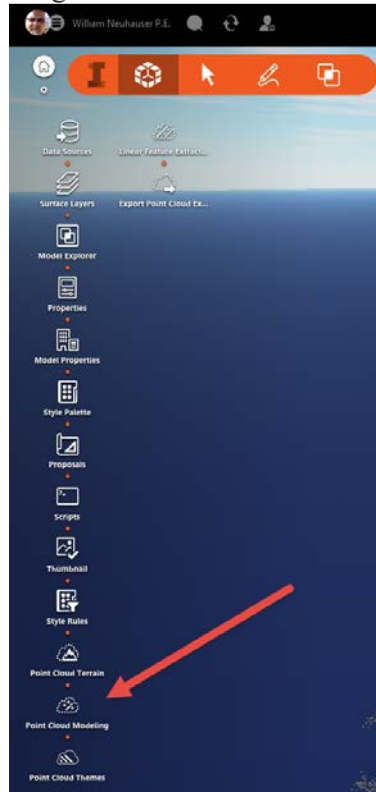 William Neuhauser P.E.
Data Sources
Linear Feature Extract...
Surface Layers
Export Point Cloud Ex...
Model Explorer
Properties
Model Properties
Style Palette
Proposals
Scripts
Thumbnail
Style Rules
Point Cloud Terrain
Point Cloud Modeling
Point Cloud Themes